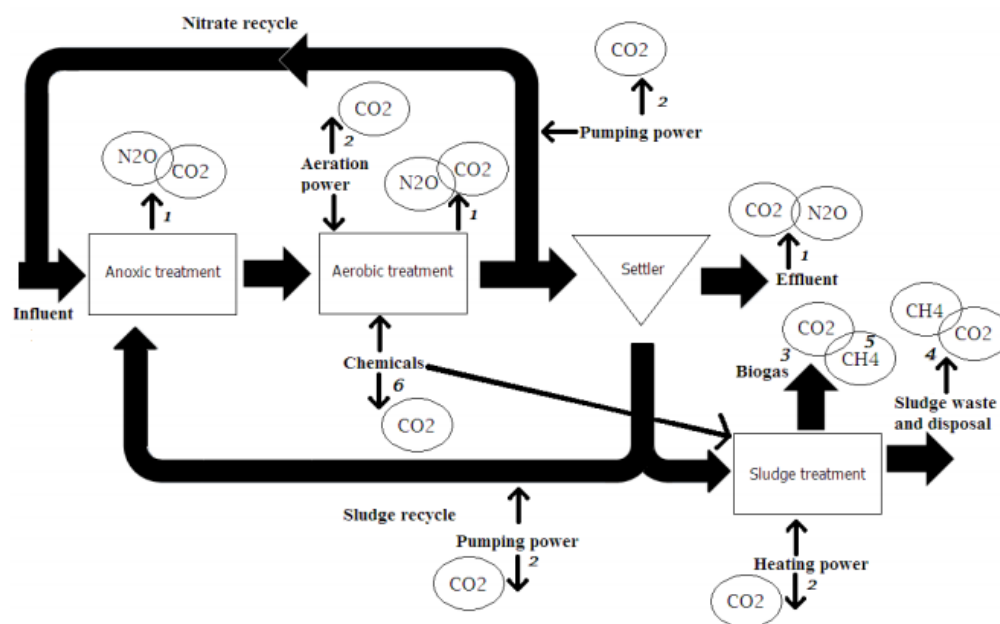 Nitrate recycle
CO2
2
Pumping power
CO2
2
Aeration
power
N2O
CO2
1
N2O
CO2
1
CO2
N2O
1
Effluent
Anoxic treatment
Aerobic treatment
Settler
Influent
Chemicals
6
CO2
CO2
5
CH4
3
Biogas
CH4
CO2
4
Sludge waste
and disposal
Sludge treatment
Sludge recycle
Pumping power
2
CO2
Heating power
2
CO2